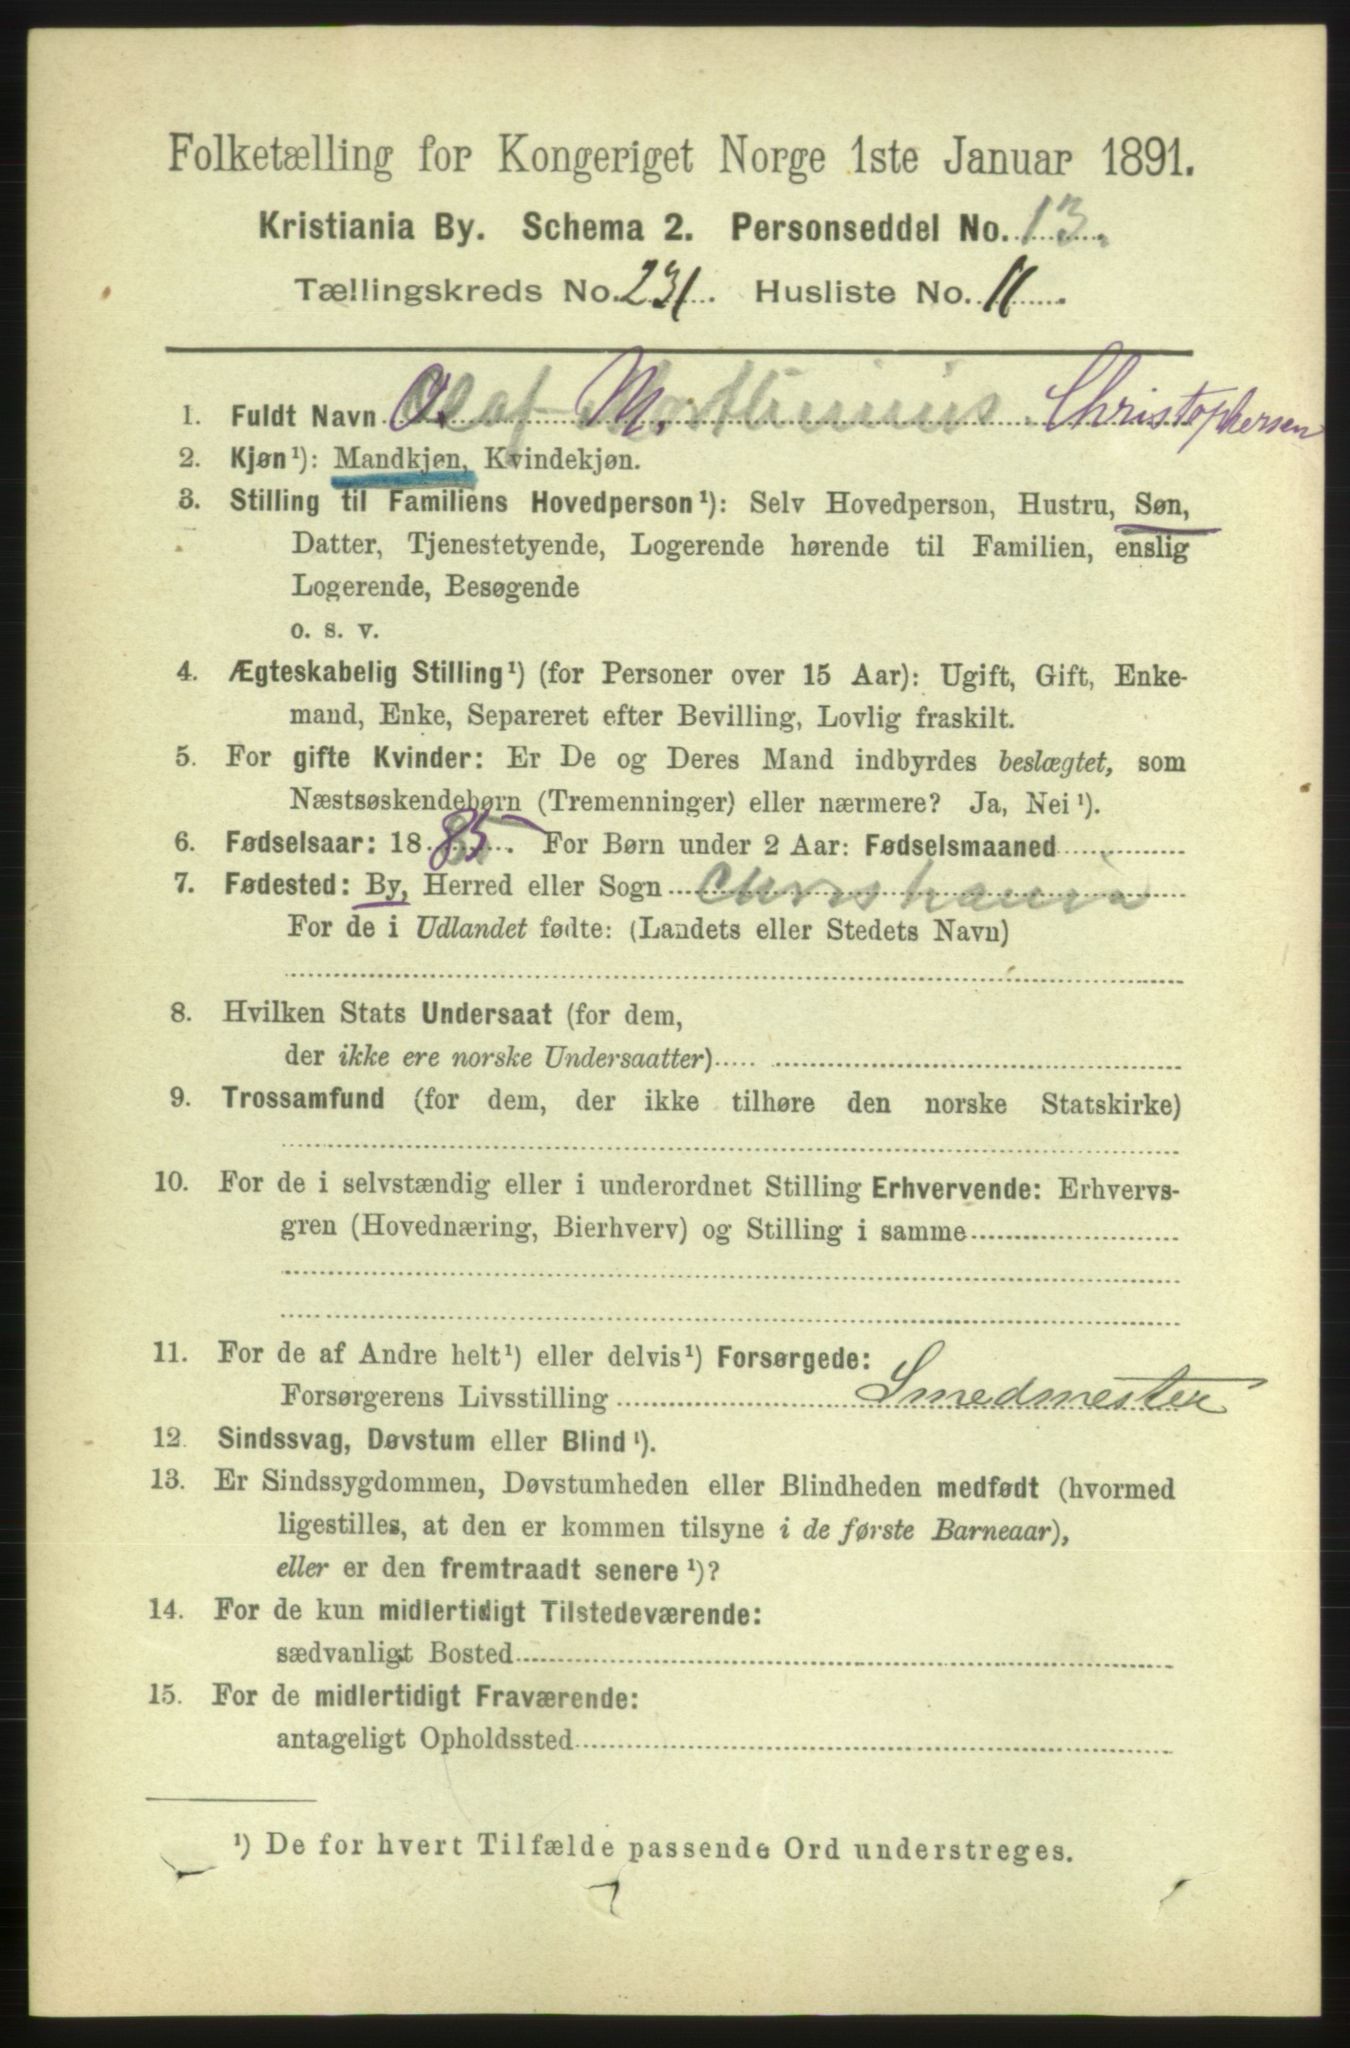 Folketælling for Kongeriget Norge 1ste Januar 1891.
Kristiania By. Schema 2. Personseddel No. 13.
Tællingskreds No. 231. Husliste No. 11.
1. Fuldt Navn Olaf M. Christophersen
2. Kjøn¹): Mandkjøn, Kvindekjøn.
3. Stilling til Familiens Hovedperson¹): Selv Hovedperson, Hustru, Søn,
Datter, Tjenestetyende, Logerende hørende til Familien, enslig
Logerende, Besøgende
o. s. v.
4. Ægteskabelig Stilling¹) (for Personer over 15 Aar): Ugift, Gift, Enke-
mand, Enke, Separeret efter Bevilling, Lovlig fraskilt.
5. For gifte Kvinder: Er De og Deres Mand indbyrdes beslægtet, som
Næstsøskendebørn (Tremenninger) eller nærmere? Ja, Nei¹).
6. Fødselsaar: 1885. For Børn under 2 Aar: Fødselsmaaned
7. Fødested: By, Herred eller Sogn Christiania
For de i Udlandet fødte: (Landets eller Stedets Navn)
8. Hvilken Stats Undersaat (for dem,
der ikke ere norske Undersaatter)
9. Trossamfund (for dem, der ikke tilhøre den norske Statskirke)
10. For de i selvstændig eller i underordnet Stilling Erhvervende: Erhvervs-
gren (Hovednæring, Bierhverv) og Stilling i samme
11. For de af Andre helt¹) eller delvis¹) Forsørgede:
Forsørgerens Livsstilling Smedmester
12. Sindssvag, Døvstum eller Blind¹).
13. Er Sindssygdommen, Døvstumheden eller Blindheden medfødt (hvormed
ligestilles, at den er kommen tilsyne i de første Barneaar),
eller er den fremtraadt senere¹)?
14. For de kun midlertidigt Tilstedeværende:
sædvanligt Bosted
15. For de midlertidigt Fraværende:
antageligt Opholdssted
¹) De for hvert Tilfælde passende Ord understreges.